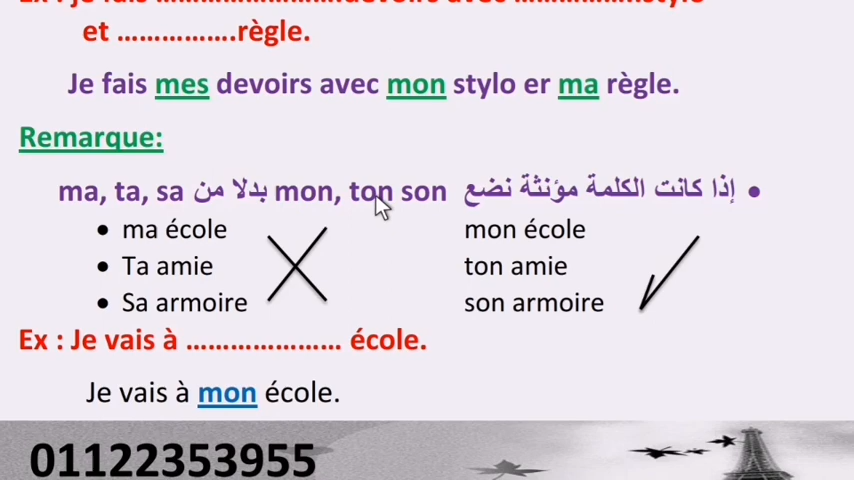 et …………….règle.
Je fais mes devoirs avec mon stylo er ma règle.
Remarque:
• إذا كانت الكلمة مؤنثة نضع mon, ton son بدلا من ma, ta, sa
• ma école mon école
• Ta amie ton amie
• Sa armoire son armoire
Ex : Je vais à ………………… école.
Je vais à mon école.
01122353955